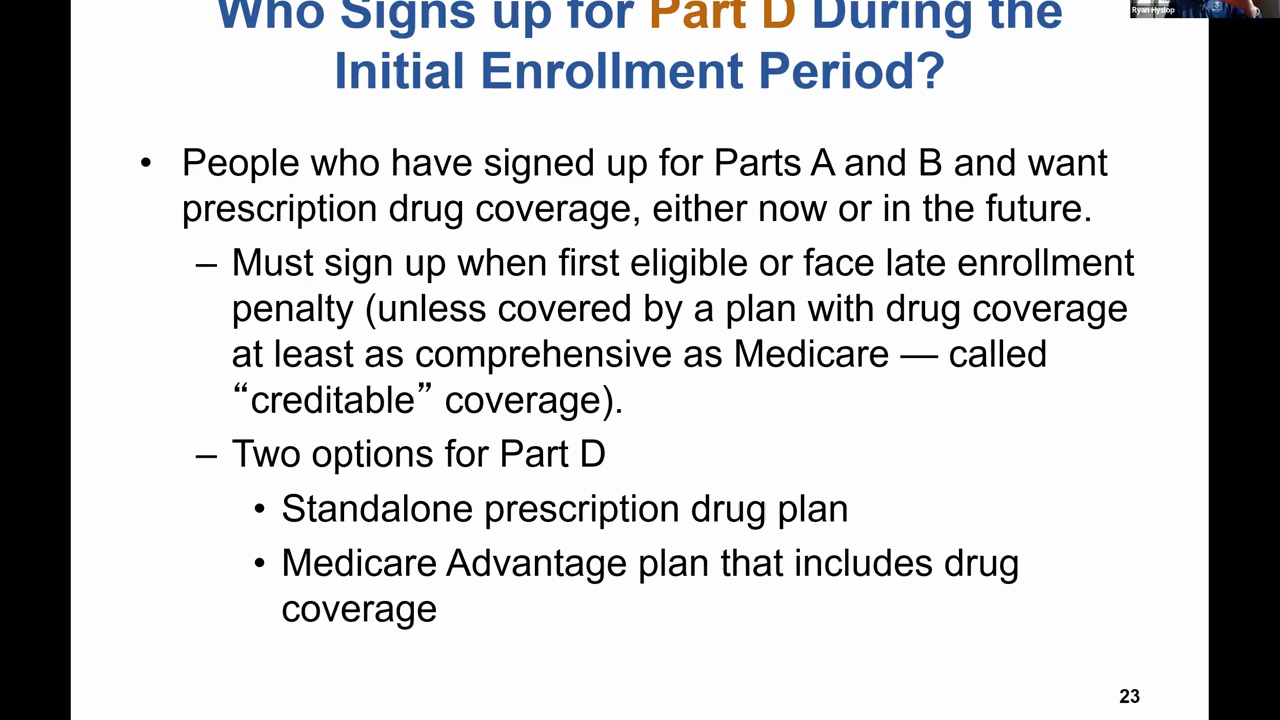 Who Signs up for Part D During the
Initial Enrollment Period?
Ryan Hyslop
• People who have signed up for Parts A and B and want
prescription drug coverage, either now or in the future.
– Must sign up when first eligible or face late enrollment
penalty (unless covered by a plan with drug coverage
at least as comprehensive as Medicare — called
“creditable” coverage).
– Two options for Part D
• Standalone prescription drug plan
• Medicare Advantage plan that includes drug
coverage
23